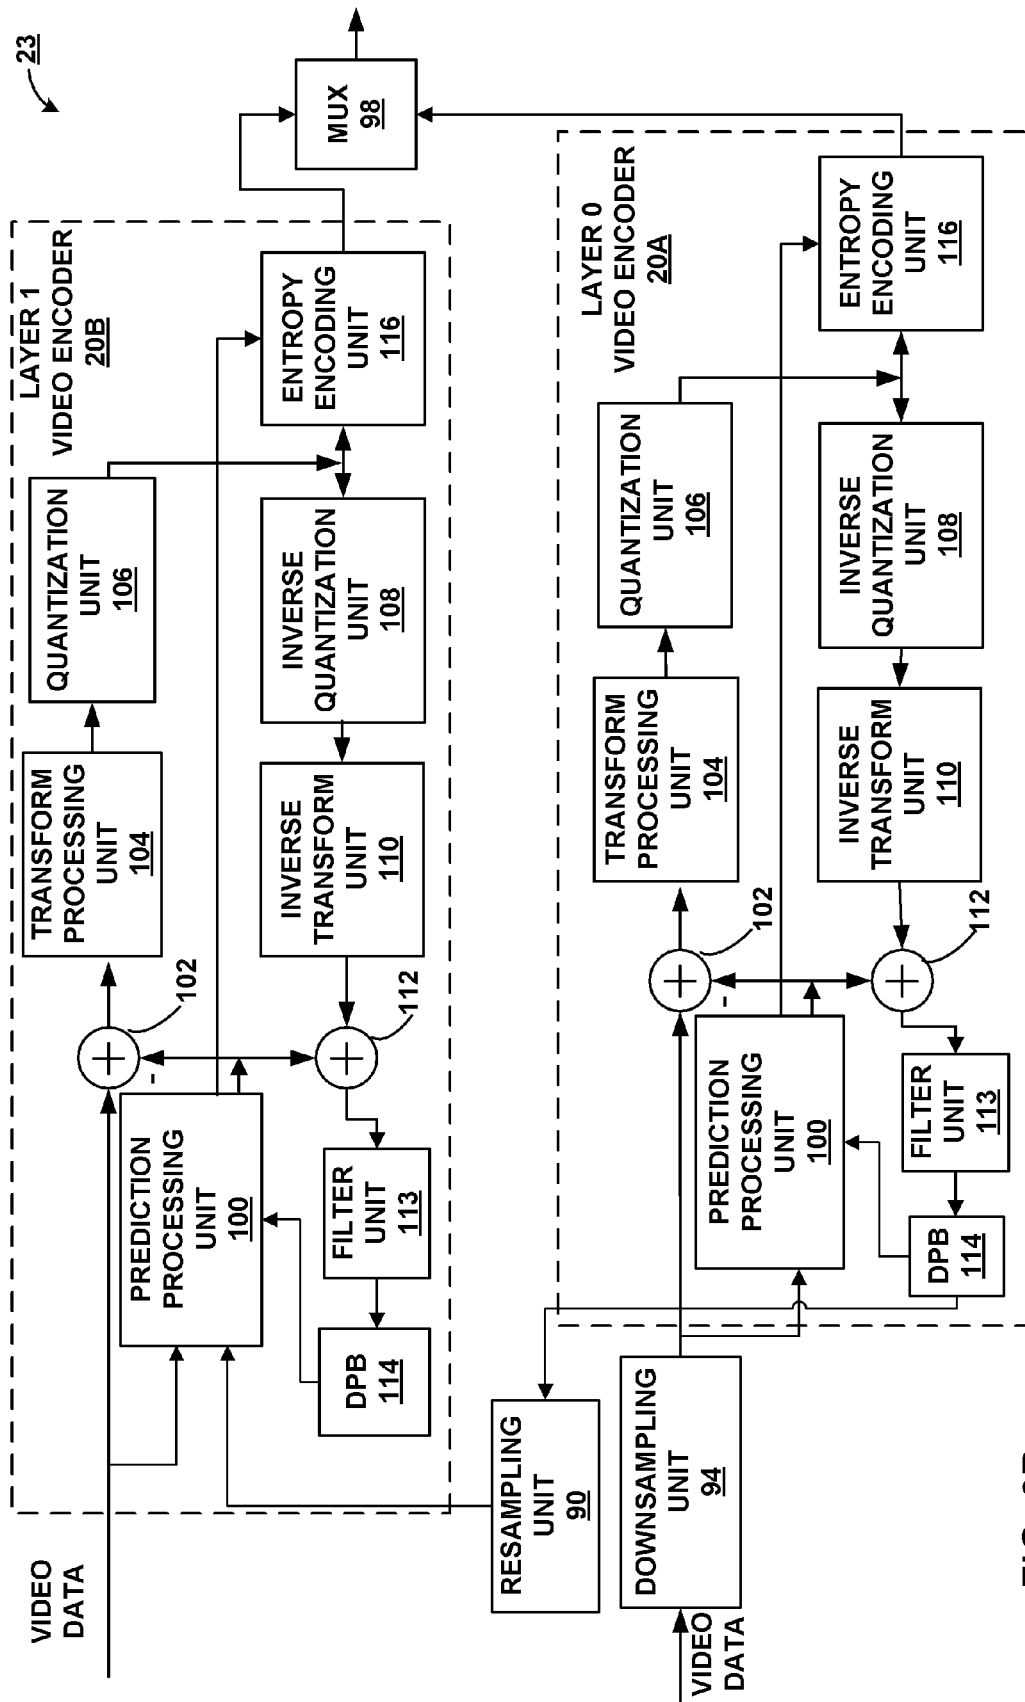 23
LAYER 1
VIDEO ENCODER
20B
VIDEO
DATA
102
-
TRANSFORM
PROCESSING
UNIT
104
QUANTIZATION
UNIT
106
PREDICTION
PROCESSING
UNIT
100
DPB
114
FILTER
UNIT
113
112
INVERSE
TRANSFORM
UNIT
110
INVERSE
QUANTIZATION
UNIT
108
ENTROPY
ENCODING
UNIT
116
MUX
98
RESAMPLING
UNIT
90
LAYER 0
VIDEO ENCODER
20A
VIDEO
DATA
DOWNSAMPLING
UNIT
94
102
-
TRANSFORM
PROCESSING
UNIT
104
QUANTIZATION
UNIT
106
PREDICTION
PROCESSING
UNIT
100
DPB
114
FILTER
UNIT
113
112
INVERSE
TRANSFORM
UNIT
110
INVERSE
QUANTIZATION
UNIT
108
ENTROPY
ENCODING
UNIT
116